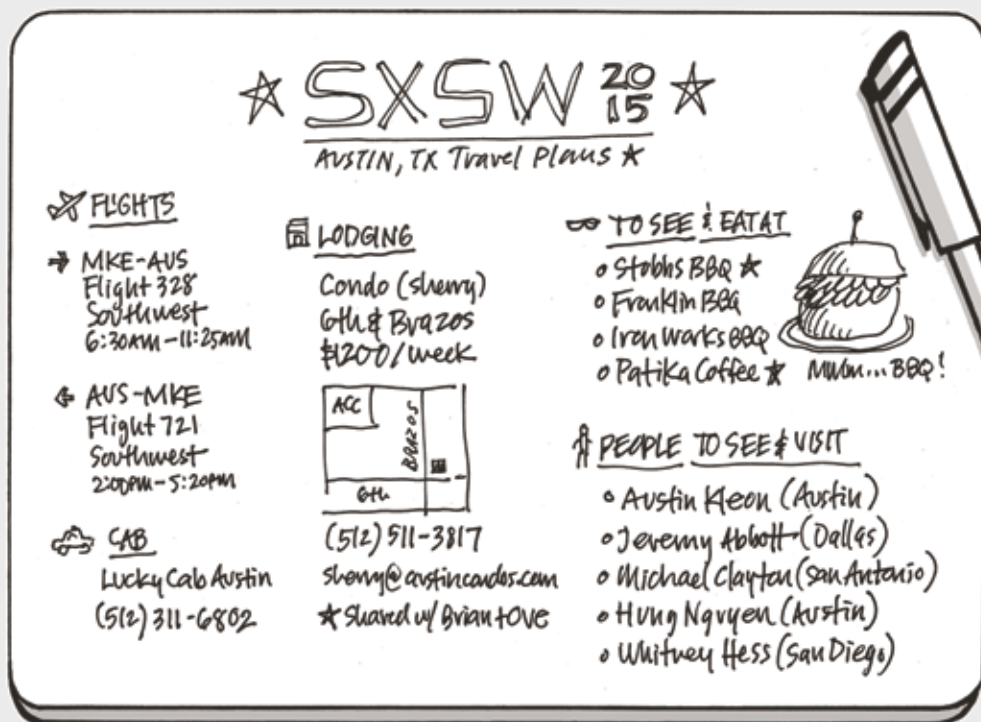 SXSW 2015
AUSTIN, TX Travel Plans
FLIGHTS
MKE-AUS
Flight 328
Southwest
6:30AM-11:25AM
AUS-MKE
Flight 721
Southwest
2:00PM-5:20PM
CAB
Lucky Cab Austin
(512) 311-6802
LODGING
Condo (sherry)
6th & Brazos
$1200/week
ACC
BRAZOS
6th
(512) 511-3817
sherry@austincondos.com
Shared w/ Brian + Ove
TO SEE & EAT AT
Stobhs BBQ
Franklin BBQ
Iron Works BBQ
Patika Coffee
Mmm... BBQ!
PEOPLE TO SEE & VISIT
Austin Kleon (Austin)
Jeremy Abbott (Dallas)
Michael Clayton (San Antonio)
Hung Nguyen (Austin)
Whitney Hess (San Diego)